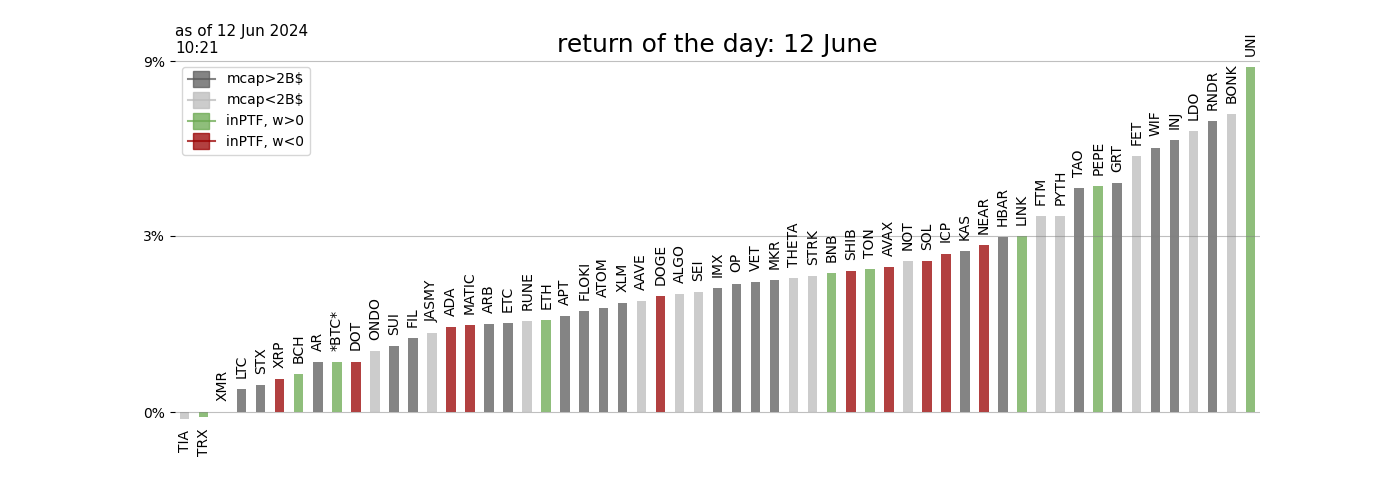 as of 12 Jun 2024
10:21
return of the day: 12 June
9%
3%
0%
mcap>2B$
mcap<2B$
inPTF, w>0
inPTF, w<0
TIA
TRX
XMR
LTC
STX
XRP
BCH
AR
*BTC*
DOT
ONDO
SUI
FIL
JASMY
ADA
MATIC
ARB
ETC
RUNE
ETH
APT
FLOKI
ATOM
XLM
AAVE
DOGE
ALGO
SEI
IMX
OP
VET
MKR
THETA
STRK
BNB
SHIB
TON
AVAX
NOT
SOL
ICP
KAS
NEAR
HBAR
LINK
FTM
PYTH
TAO
PEPE
GRT
FET
WIF
INJ
LDO
RNDR
BONK
UNI